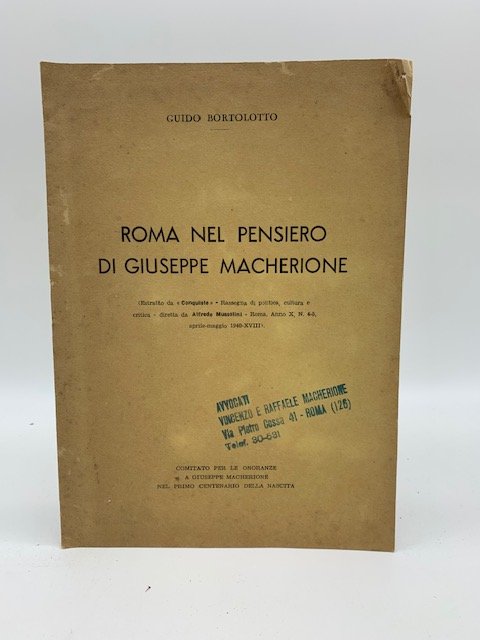 GUIDO BORTOLOTTO
ROMA NEL PENSIERO
DI GIUSEPPE MACHERIONE
(Estratto da « Conquiste » - Rassegna di politica, cultura e
critica - diretta da Alfredo Mussolini - Roma, Anno X, N. 4-5,
aprile-maggio 1940-XVIII).
AVVOCATI
VINCENZO E RAFFAELE MACHERIONE
Via Pietro Cossa 41 - ROMA (126)
Telef. 30-531
COMITATO PER LE ONORANZE
A GIUSEPPE MACHERIONE
NEL PRIMO CENTENARIO DELLA NASCITA